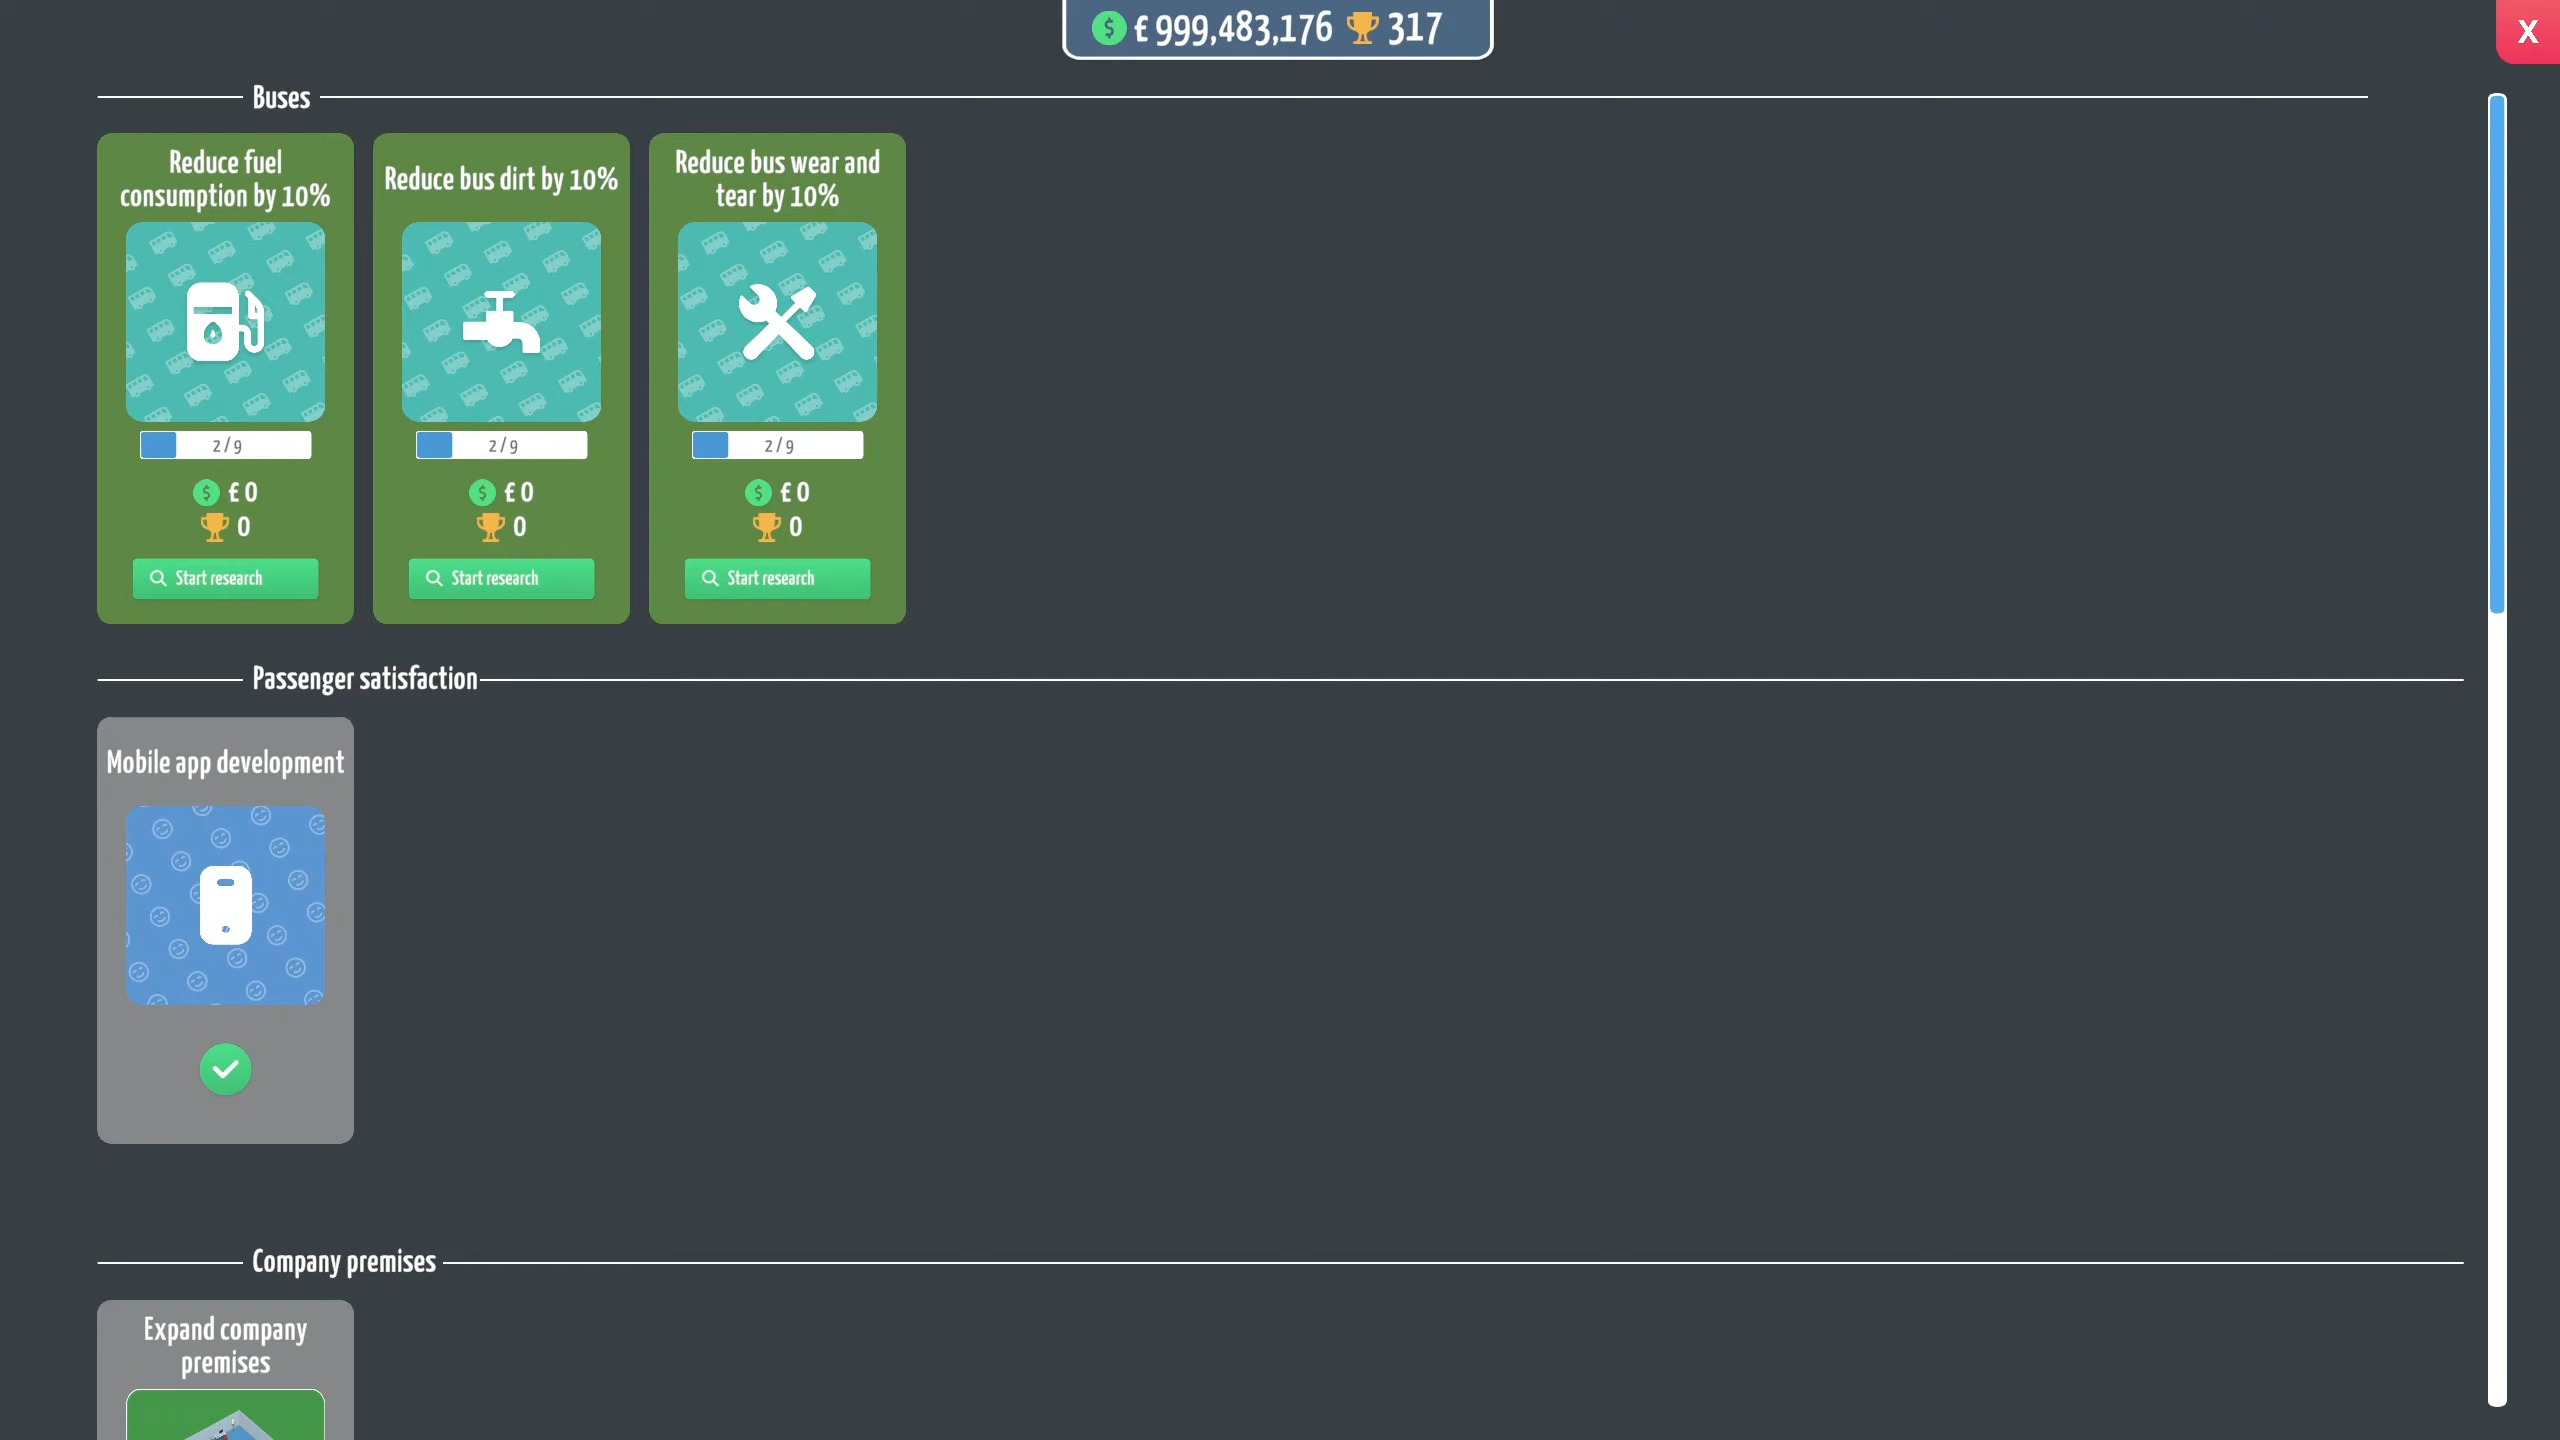 £ 999,483,176 317
X
Buses
Reduce fuel
consumption by 10%
2 / 9
£ 0
0
Start research
Reduce bus dirt by 10%
2 / 9
£ 0
0
Start research
Reduce bus wear and
tear by 10%
2 / 9
£ 0
0
Start research
Passenger satisfaction
Mobile app development
Company premises
Expand company
premises